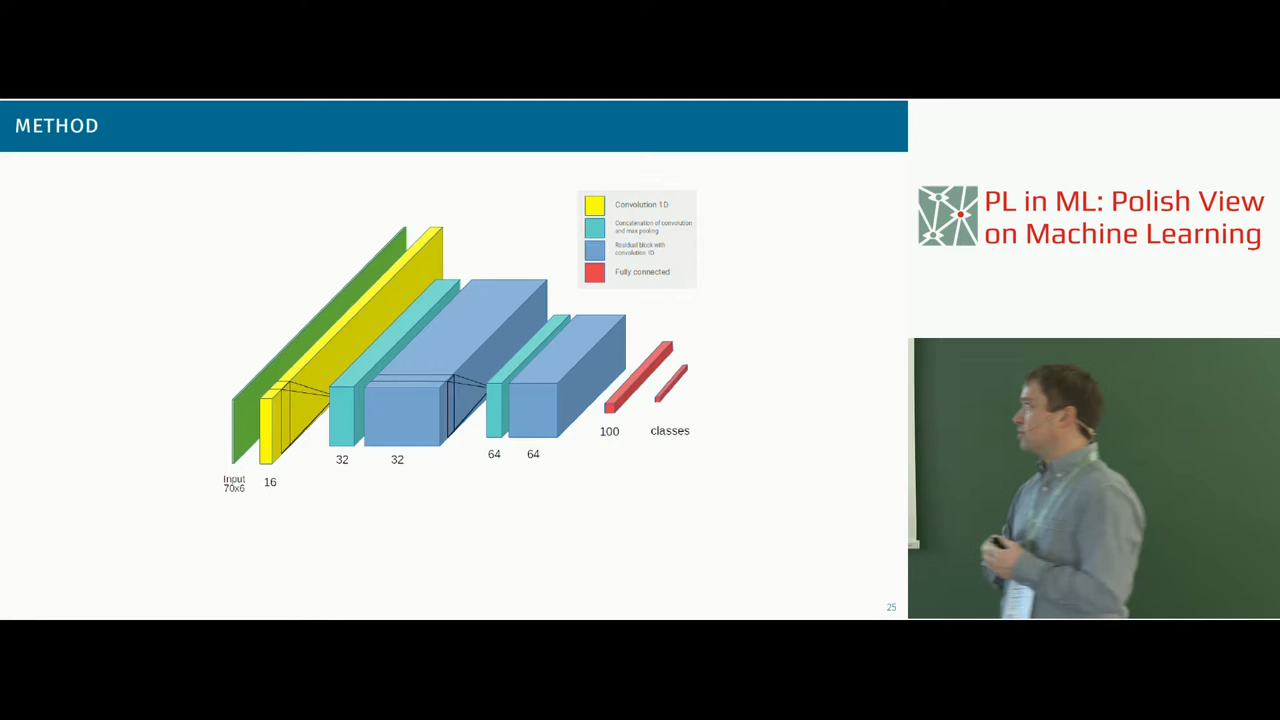 METHOD
PL in ML: Polish View
on Machine Learning
Convolution 1D
Concatenation of convolution
and max pooling
Residual block with
convolution 1D
Fully connected
Input
70x6
16
32
32
64
64
100
classes
25